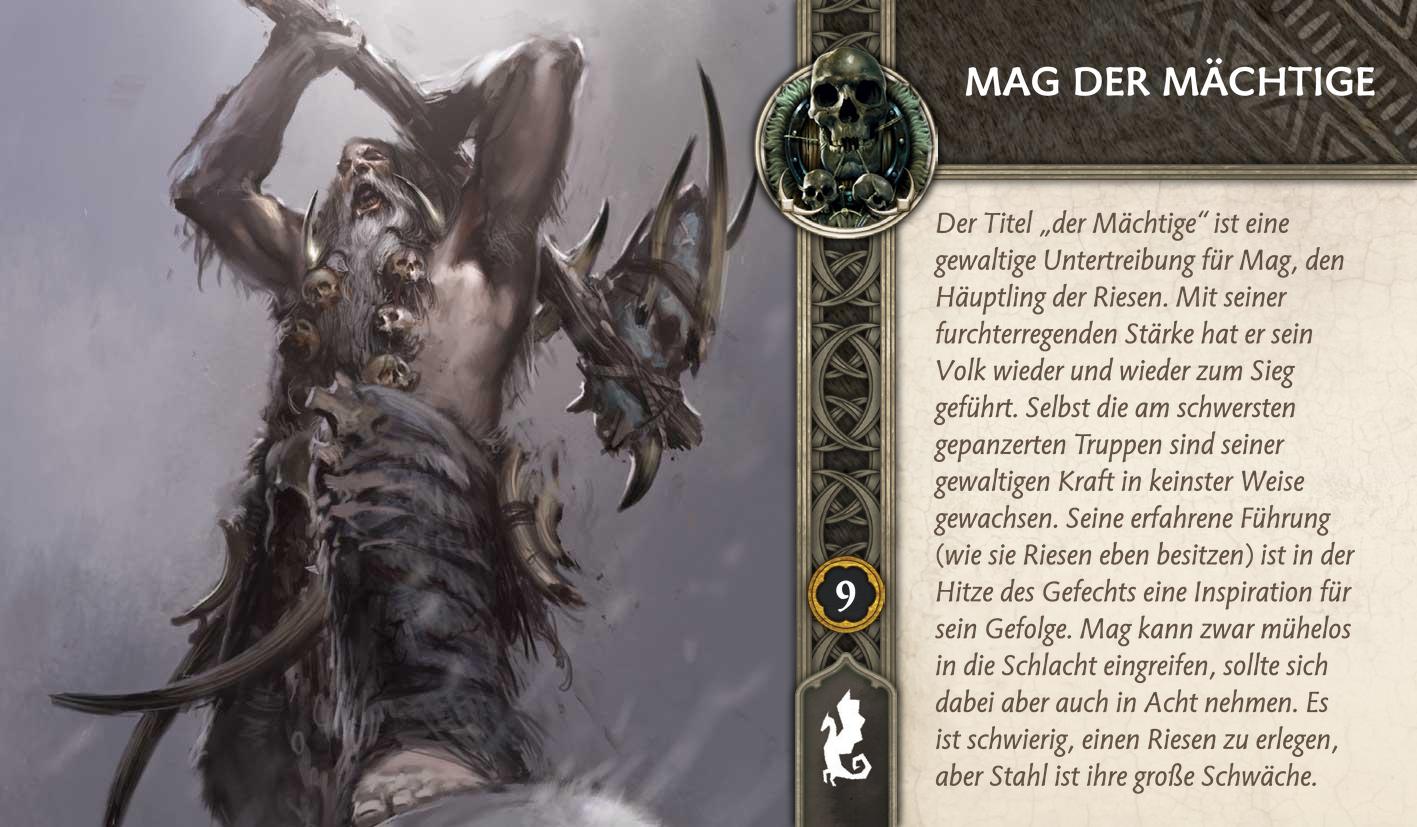 MAG DER MÄCHTIGE
Der Titel „der Mächtige“ ist eine
gewaltige Untertreibung für Mag, den
Häuptling der Riesen. Mit seiner
furchterregenden Stärke hat er sein
Volk wieder und wieder zum Sieg
geführt. Selbst die am schwersten
gepanzerten Truppen sind seiner
gewaltigen Kraft in keinster Weise
gewachsen. Seine erfahrene Führung
(wie sie Riesen eben besitzen) ist in der
Hitze des Gefechts eine Inspiration für
sein Gefolge. Mag kann zwar mühelos
in die Schlacht eingreifen, sollte sich
dabei aber auch in Acht nehmen. Es
ist schwierig, einen Riesen zu erlegen,
aber Stahl ist ihre große Schwäche.
9